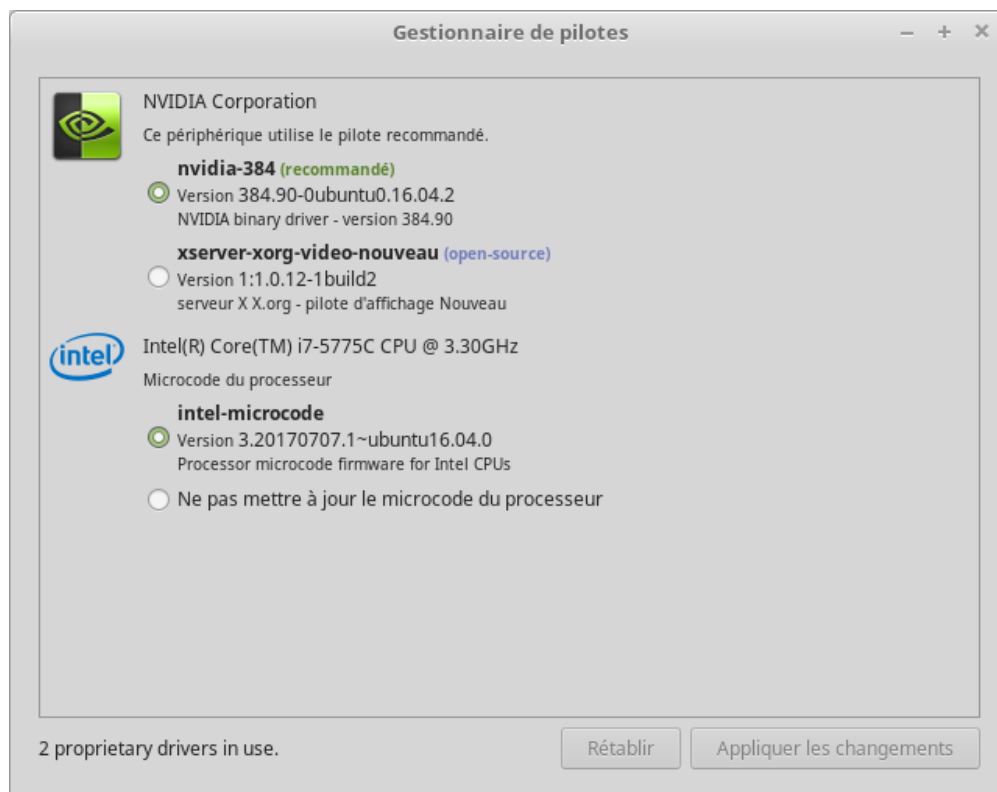 Gestionnaire de pilotes
NVIDIA Corporation
Ce périphérique utilise le pilote recommandé.
nvidia-384 (recommandé)
Version 384.90-0ubuntu0.16.04.2
NVIDIA binary driver - version 384.90
xserver-xorg-video-nouveau (open-source)
Version 1:1.0.12-1build2
serveur X X.org - pilote d'affichage Nouveau
intel
Intel(R) Core(TM) i7-5775C CPU @ 3.30GHz
Microcode du processeur
intel-microcode
Version 3.20170707.1~ubuntu16.04.0
Processor microcode firmware for Intel CPUs
Ne pas mettre à jour le microcode du processeur
2 proprietary drivers in use.
Rétablir
Appliquer les changements